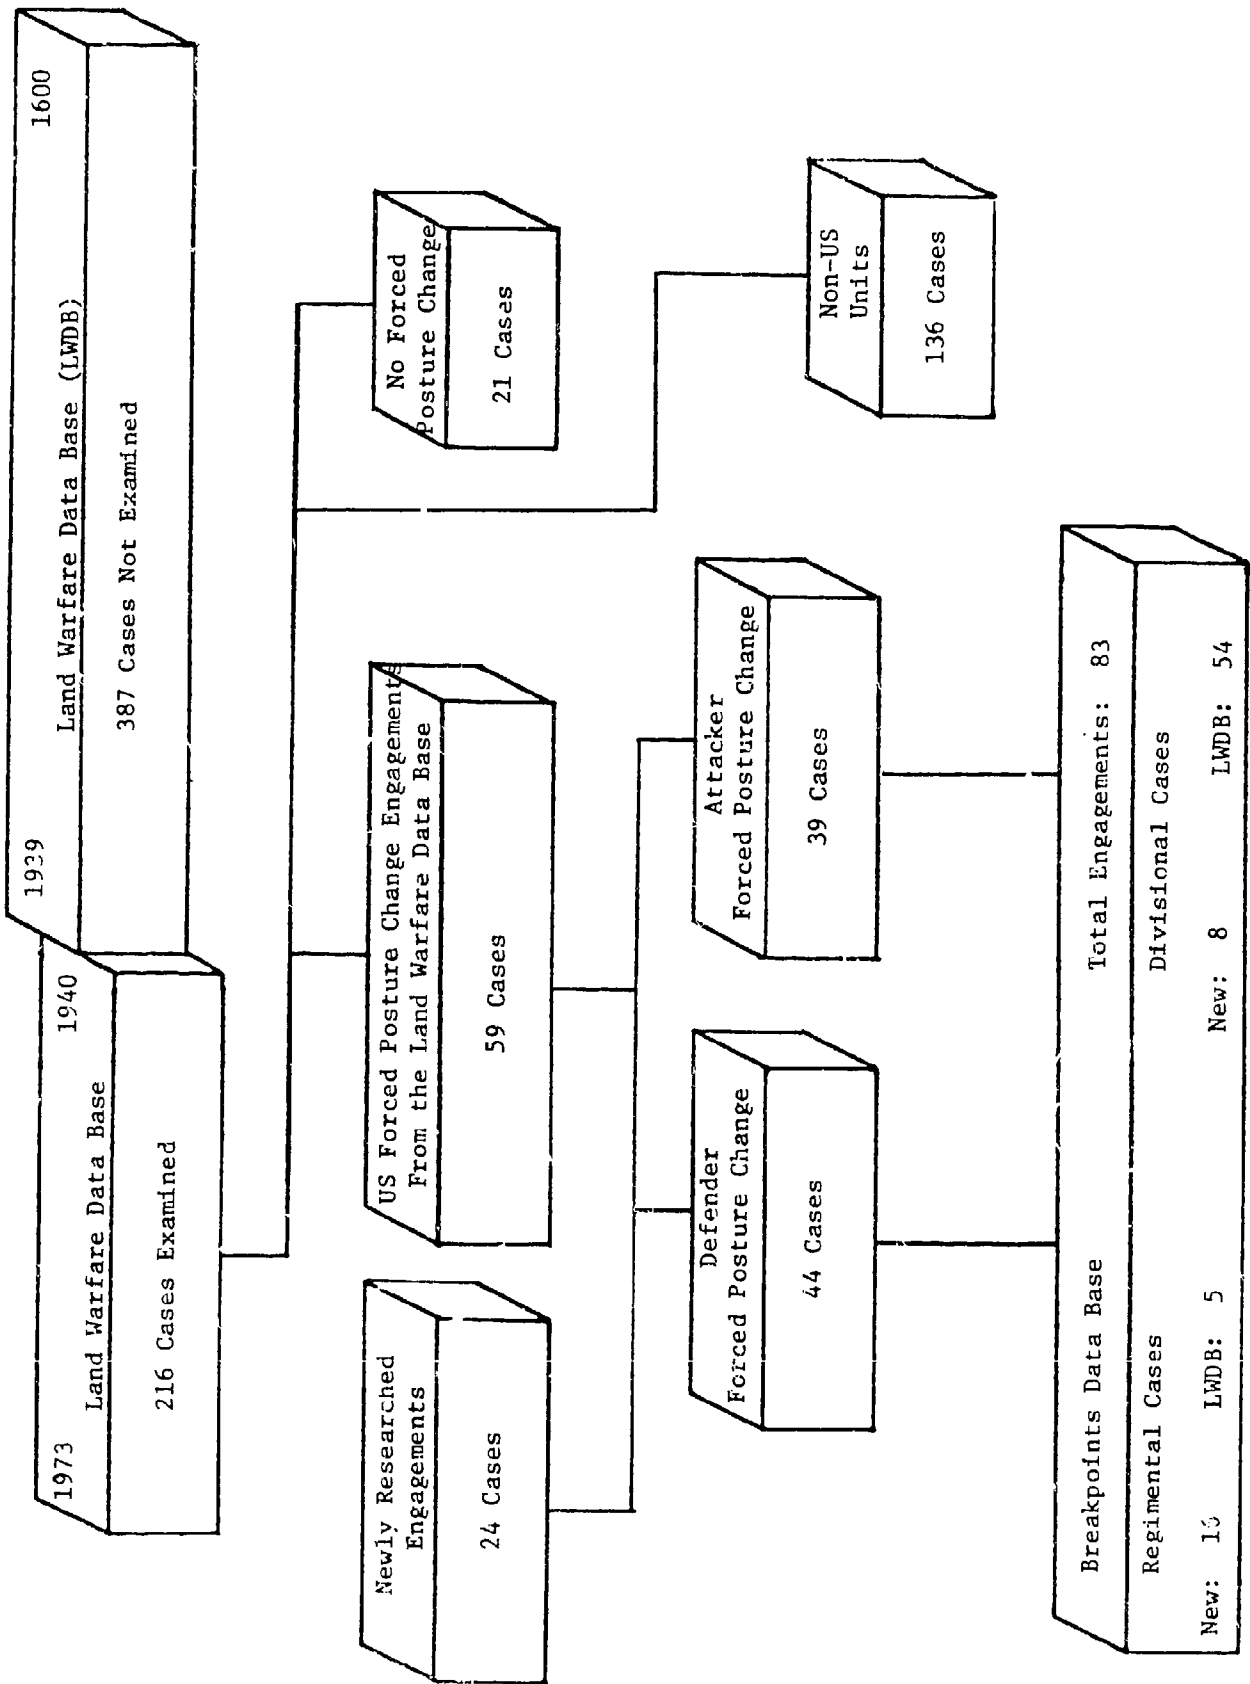 1973
1940
Land Warfare Data Base
216 Cases Examined
1939
1600
Land Warfare Data Base (LWDB)
387 Cases Not Examined
Newly Researched
Engagements
24 Cases
US Forced Posture Change Engagements
From the Land Warfare Data Base
59 Cases
No Forced
Posture Change
21 Cases
Defender
Forced Posture Change
44 Cases
Attacker
Forced Posture Change
39 Cases
Non-US
Units
136 Cases
Breakpoints Data Base Total Engagements: 83
Regimental Cases Divisional Cases
New: 16 LWDB: 5 New: 8 LWDB: 54